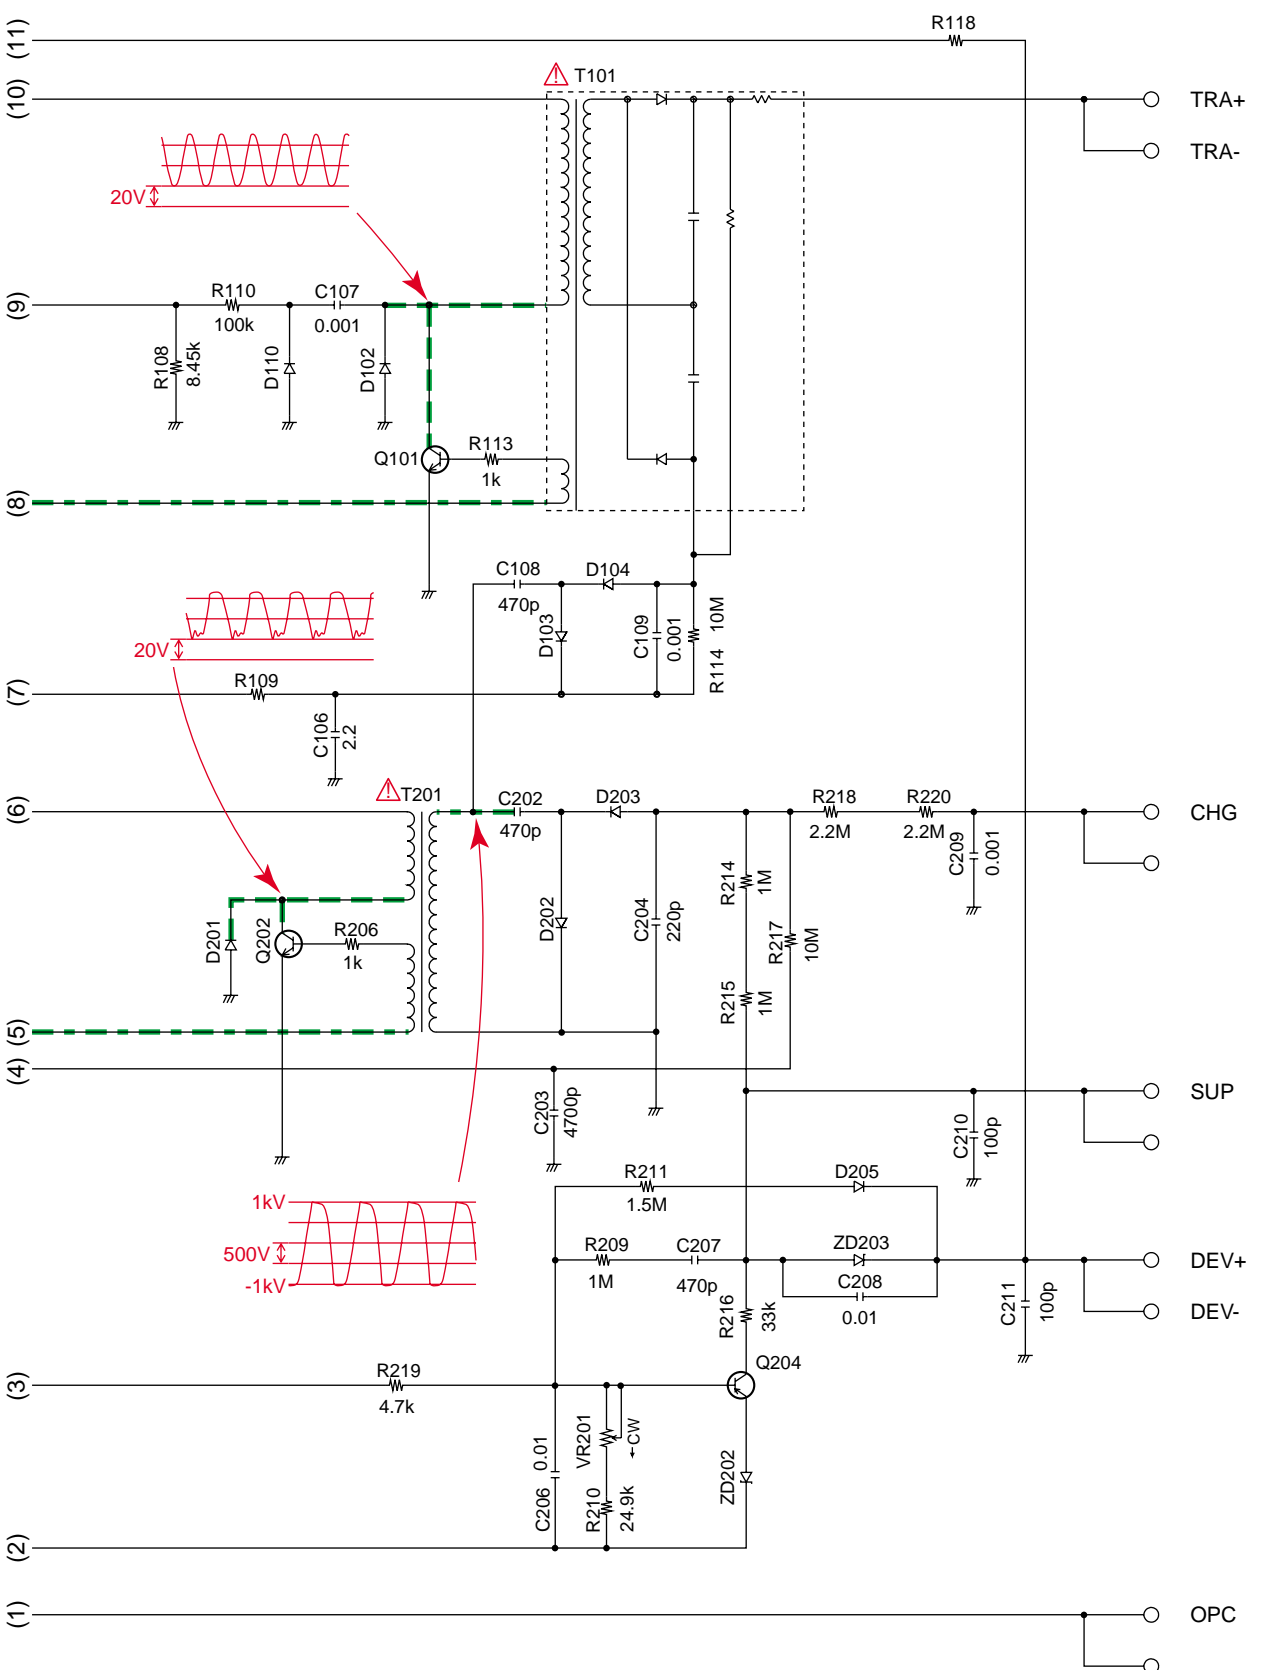 (11)
R118
(10)
T101
TRA+
TRA-
20V
(9)
R110
100k
C107
0.001
R108
8.45k
D110
D102
Q101
R113
1k
(8)
C108
470p
D104
D103
C109
0.001
R114
10M
20V
(7)
R109
C106
2.2
(6)
T201
C202
470p
D203
R218
2.2M
R220
2.2M
C209
0.001
CHG
R214
1M
R217
10M
D202
C204
220p
D201
Q202
R206
1k
R215
1M
(5)
(4)
C203
4700p
SUP
C210
100p
1kV
500V
-1kV
R211
1.5M
D205
R209
1M
C207
470p
ZD203
C208
0.01
DEV+
DEV-
C211
100p
R216
33k
Q204
(3)
R219
4.7k
C206
0.01
VR201
CW
R210
24.9k
ZD202
(2)
(1)
OPC